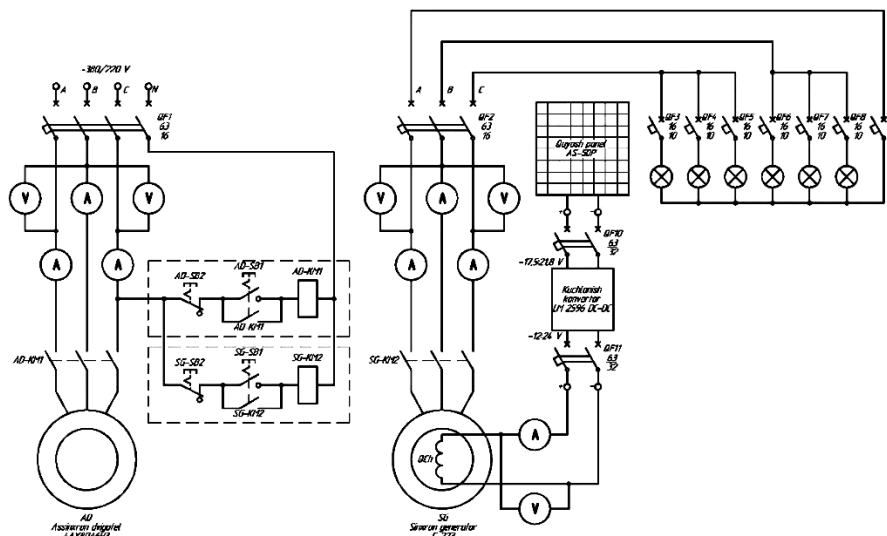 ~380/220 V
A
B
C
N
QF1
63
16
V
A
V
A
A
AD-SB2
AD-SB1
AD-KM1
AD-KM1
SG-SB2
SG-SB1
SG-KM2
SG-KM2
AD-KM1
AD
Assinxron dvigatel
A
B
C
QF2
63
16
V
A
V
A
A
SG-KM2
QCh
SG
Sinxron generator
Quyosh panel
AS-50P
+
-
QF10
63
32
~17,5-21,8 V
Kuchlanish
konvertor
LM 2596 DC-DC
~12-24 V
QF11
63
32
+
-
A
V
QF3
16
10
QF4
16
10
QF5
16
10
QF6
16
10
QF7
16
10
QF8
16
10